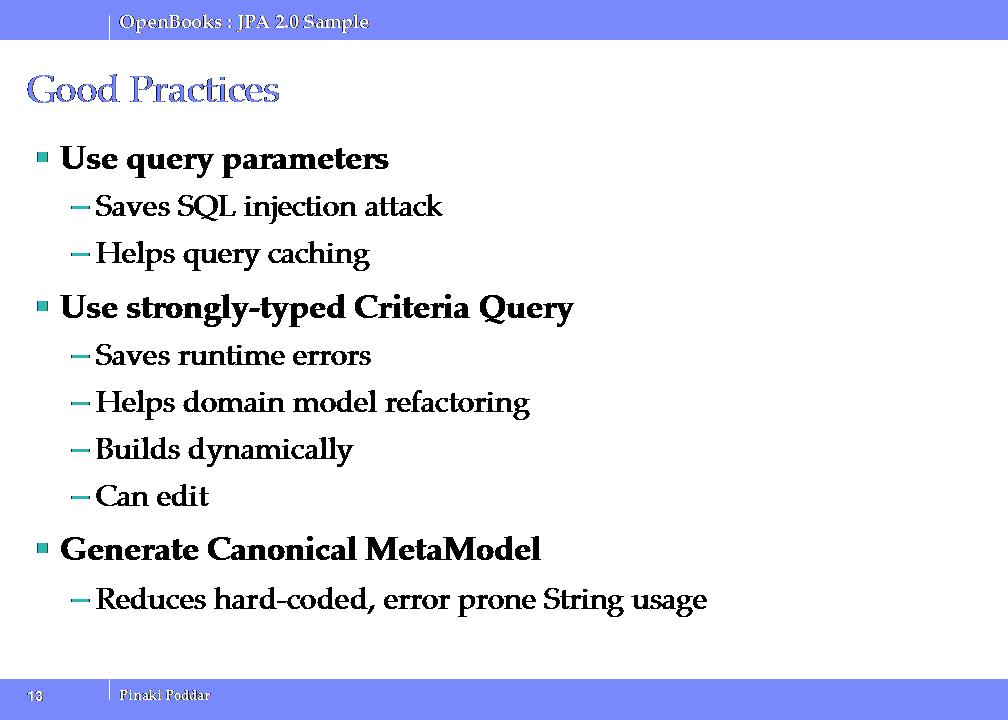 OpenBooks : JPA 2.0 Sample
Good Practices
Use query parameters
– Saves SQL injection attack
– Helps query caching
Use strongly-typed Criteria Query
– Saves runtime errors
– Helps domain model refactoring
– Builds dynamically
– Can edit
Generate Canonical MetaModel
– Reduces hard-coded, error prone String usage
13
Pinaki Poddar